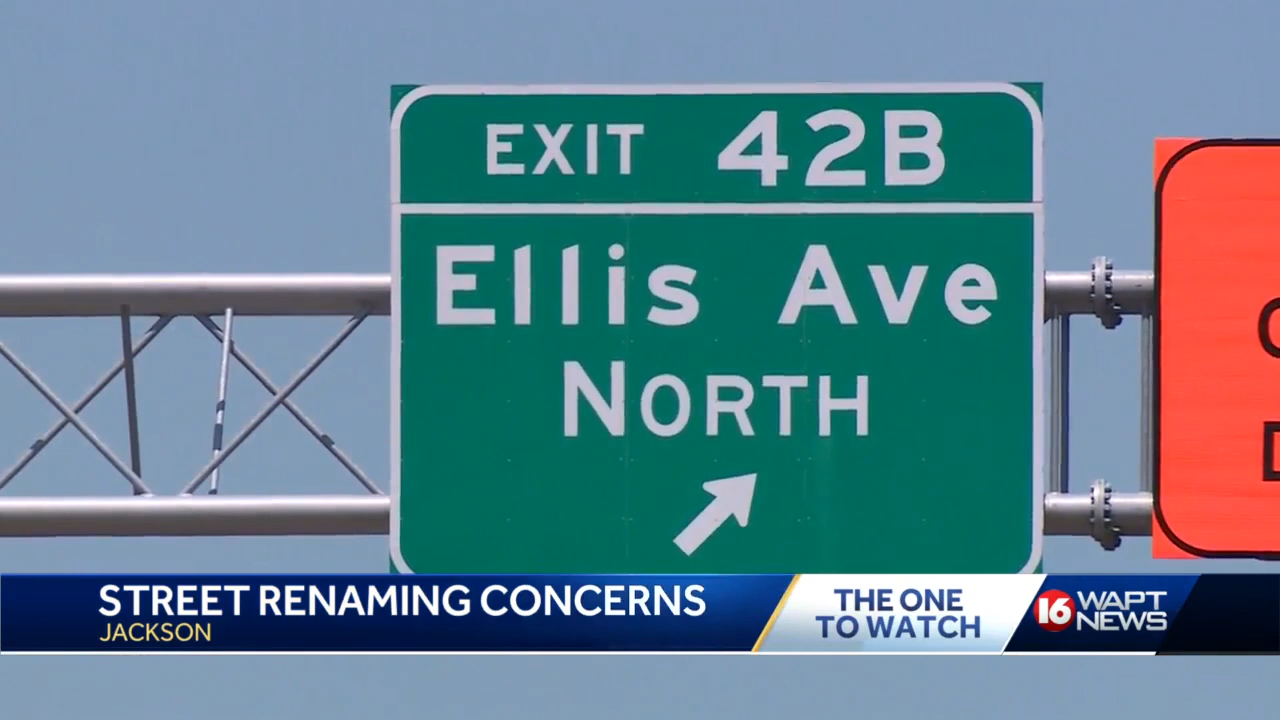 EXIT 42B
Ellis Ave
NORTH
STREET RENAMING CONCERNS
JACKSON
THE ONE
TO WATCH
16 WAPT
NEWS